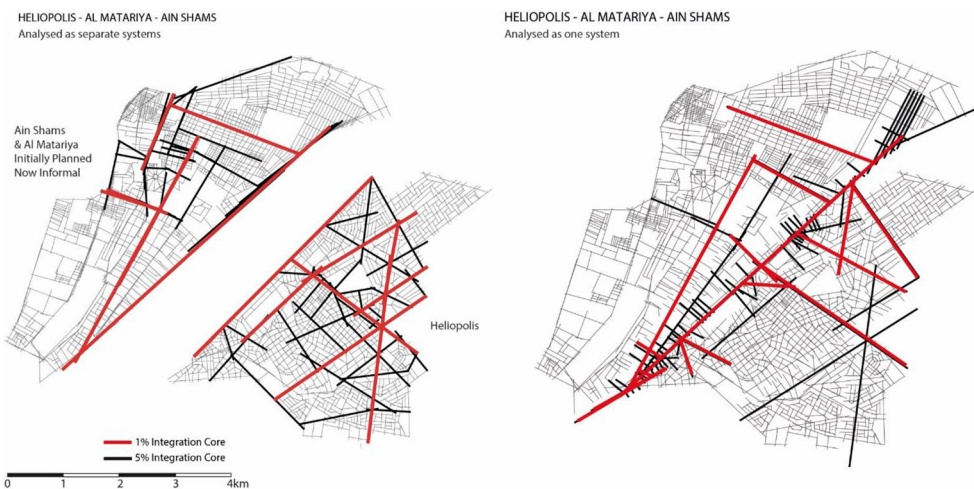 HELIOPOLIS - AL MATARIYA - AIN SHAMS
Analysed as separate systems
Ain Shams
& Al Matariya
Initially Planned
Now Informal
Heliopolis
1% Integration Core
5% Integration Core
0 1 2 3 4km
HELIOPOLIS - AL MATARIYA - AIN SHAMS
Analysed as one system